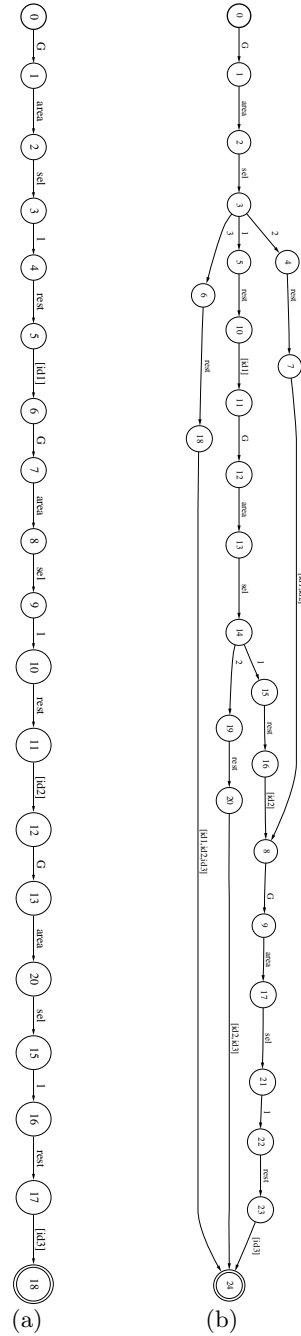 0
G
1
area
2
sel
3
1
4
rest
5
[id1]
6
G
7
area
8
sel
9
1
10
rest
11
[id2]
12
G
13
area
20
sel
15
1
16
rest
17
[id3]
18
(a)
0
G
1
area
2
sel
3
2
1
3
4
5
6
rest
rest
rest
7
10
18
[id1]
11
G
12
area
13
sel
14
1
2
15
19
rest
rest
16
20
[id2]
8
G
9
area
17
sel
21
1
22
rest
23
[id3]
[id2,id3]
[id1,id2,id3]
24
(b)